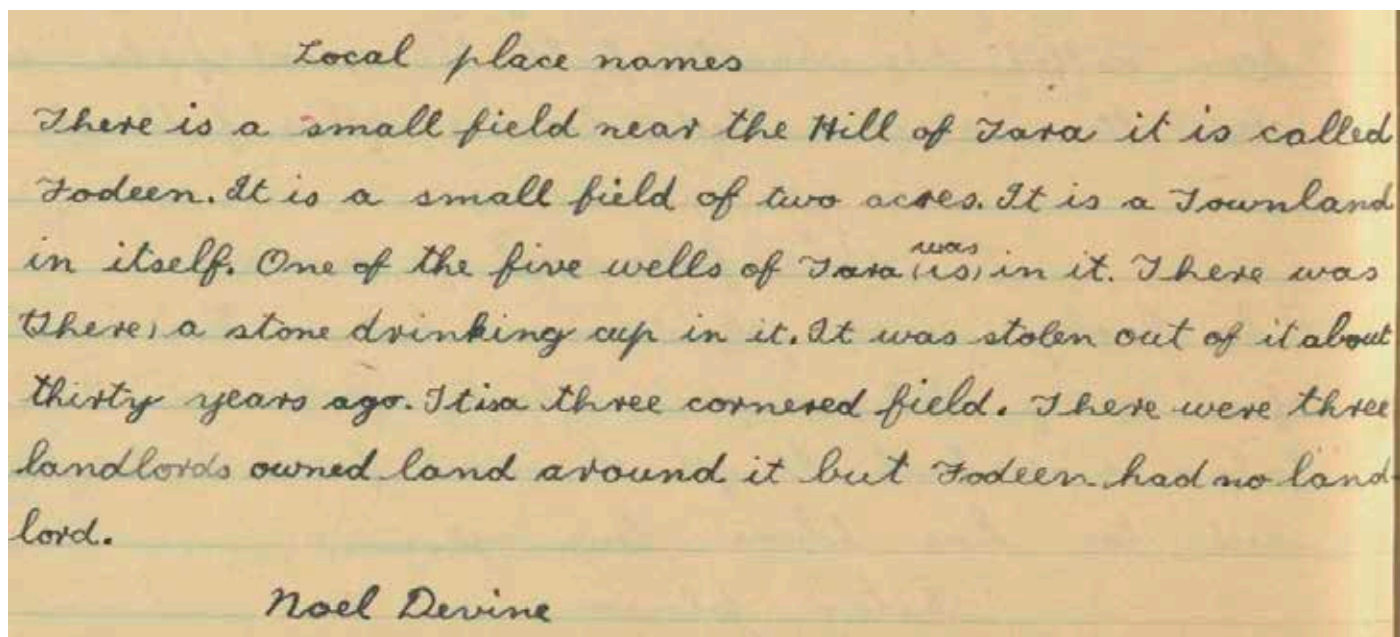 Local place names
There is a small field near the Hill of Tara it is called
Fodeen. It is a small field of two acres. It is a Townland
in itself. One of the five wells of Tara (is) was in it. There was
(there) a stone drinking cup in it. It was stolen out of it about
thirty years ago. It is a three cornered field. There were three
landlords owned land around it but Fodeen had no land-
lord.
Noel Devine